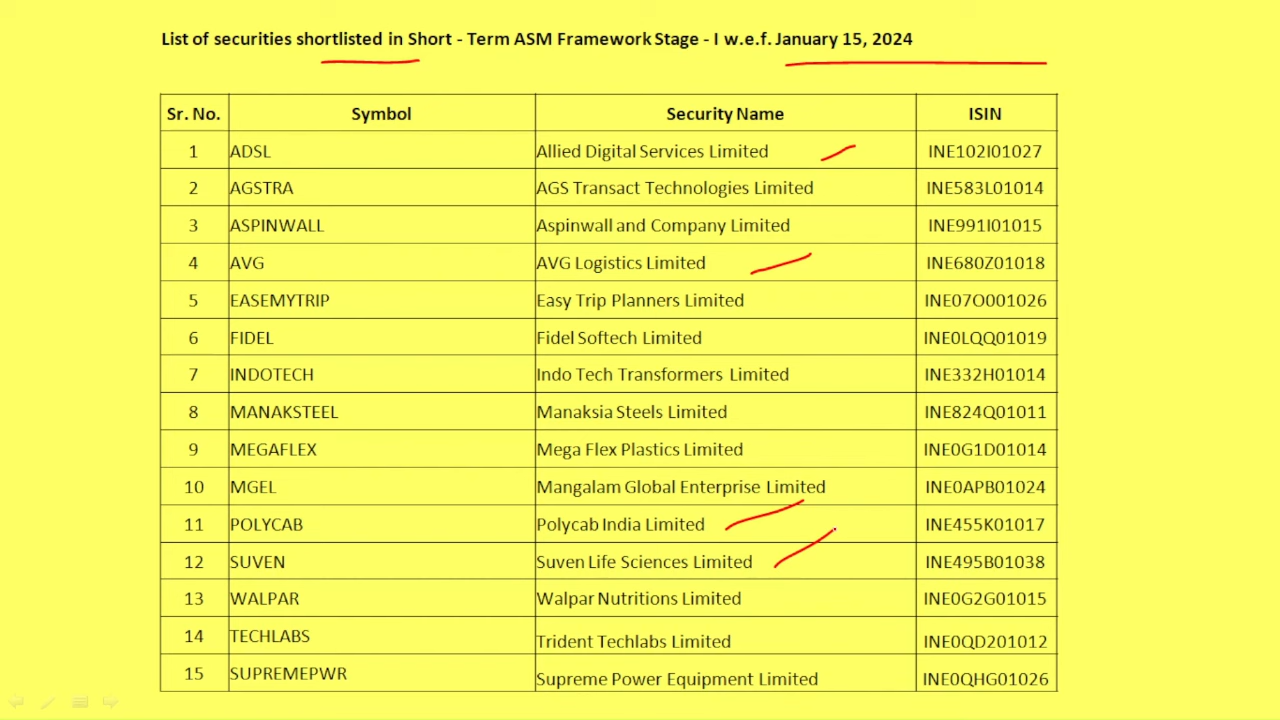 List of securities shortlisted in Short - Term ASM Framework Stage - I w.e.f. January 15, 2024
Sr. No. Symbol Security Name ISIN
1 ADSL Allied Digital Services Limited INE102I01027
2 AGSTRA AGS Transact Technologies Limited INE583L01014
3 ASPINWALL Aspinwall and Company Limited INE991I01015
4 AVG AVG Logistics Limited INE680Z01018
5 EASEMYTRIP Easy Trip Planners Limited INE07O001026
6 FIDEL Fidel Softech Limited INE0LQQ01019
7 INDOTECH Indo Tech Transformers Limited INE332H01014
8 MANAKSTEEL Manaksia Steels Limited INE824Q01011
9 MEGAFLEX Mega Flex Plastics Limited INE0G1D01014
10 MGEL Mangalam Global Enterprise Limited INE0APB01024
11 POLYCAB Polycab India Limited INE455K01017
12 SUVEN Suven Life Sciences Limited INE495B01038
13 WALPAR Walpar Nutritions Limited INE0G2G01015
14 TECHLABS Trident Techlabs Limited INE0QD201012
15 SUPREMEPWR Supreme Power Equipment Limited INE0QHG01026